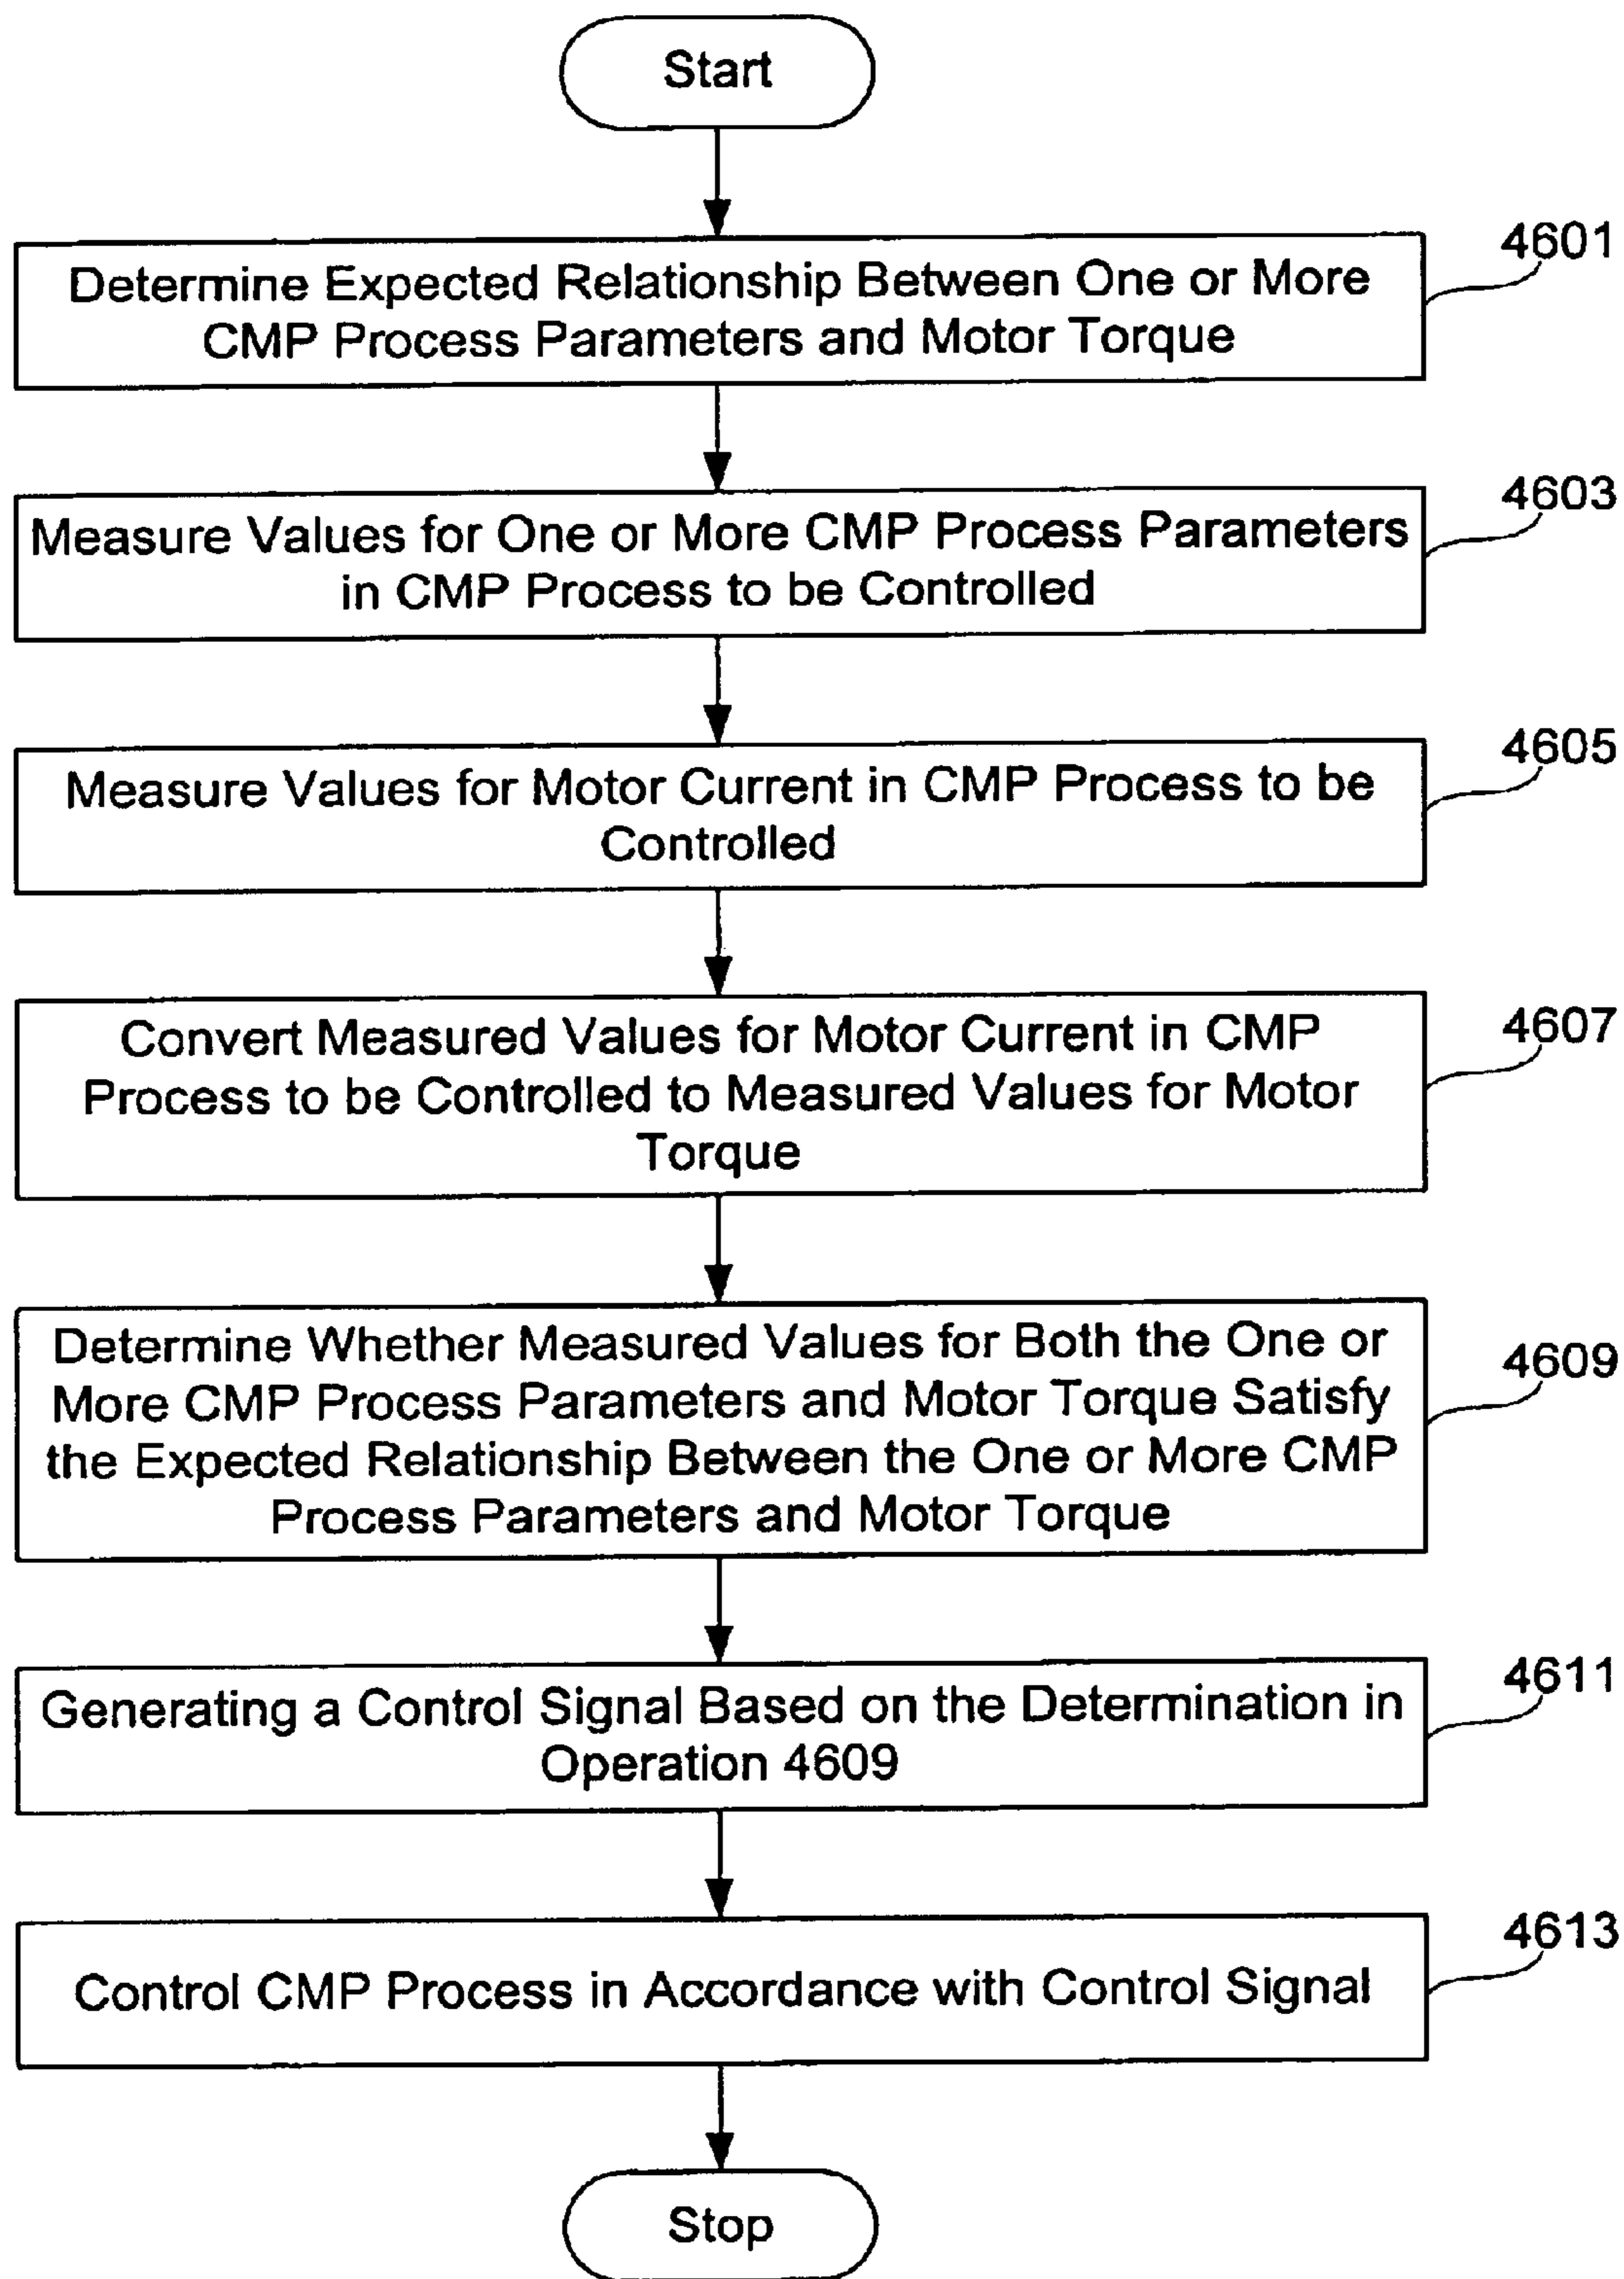 Start
4601
Determine Expected Relationship Between One or More
CMP Process Parameters and Motor Torque
4603
Measure Values for One or More CMP Process Parameters
in CMP Process to be Controlled
4605
Measure Values for Motor Current in CMP Process to be
Controlled
4607
Convert Measured Values for Motor Current in CMP
Process to be Controlled to Measured Values for Motor
Torque
4609
Determine Whether Measured Values for Both the One or
More CMP Process Parameters and Motor Torque Satisfy
the Expected Relationship Between the One or More CMP
Process Parameters and Motor Torque
4611
Generating a Control Signal Based on the Determination in
Operation 4609
4613
Control CMP Process in Accordance with Control Signal
Stop